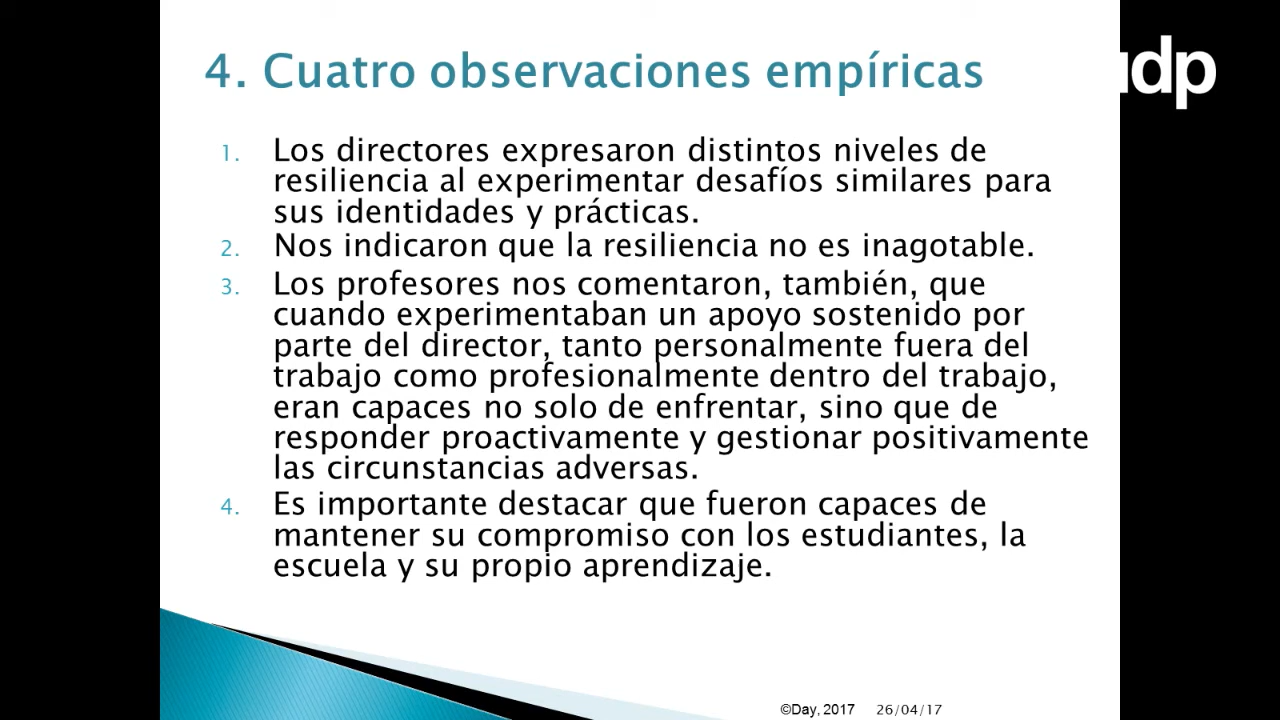 4. Cuatro observaciones empíricas
udp
1. Los directores expresaron distintos niveles de
resiliencia al experimentar desafíos similares para
sus identidades y prácticas.
2. Nos indicaron que la resiliencia no es inagotable.
3. Los profesores nos comentaron, también, que
cuando experimentaban un apoyo sostenido por
parte del director, tanto personalmente fuera del
trabajo como profesionalmente dentro del trabajo,
eran capaces no solo de enfrentar, sino que de
responder proactivamente y gestionar positivamente
las circunstancias adversas.
4. Es importante destacar que fueron capaces de
mantener su compromiso con los estudiantes, la
escuela y su propio aprendizaje.
©Day, 2017 26/04/17